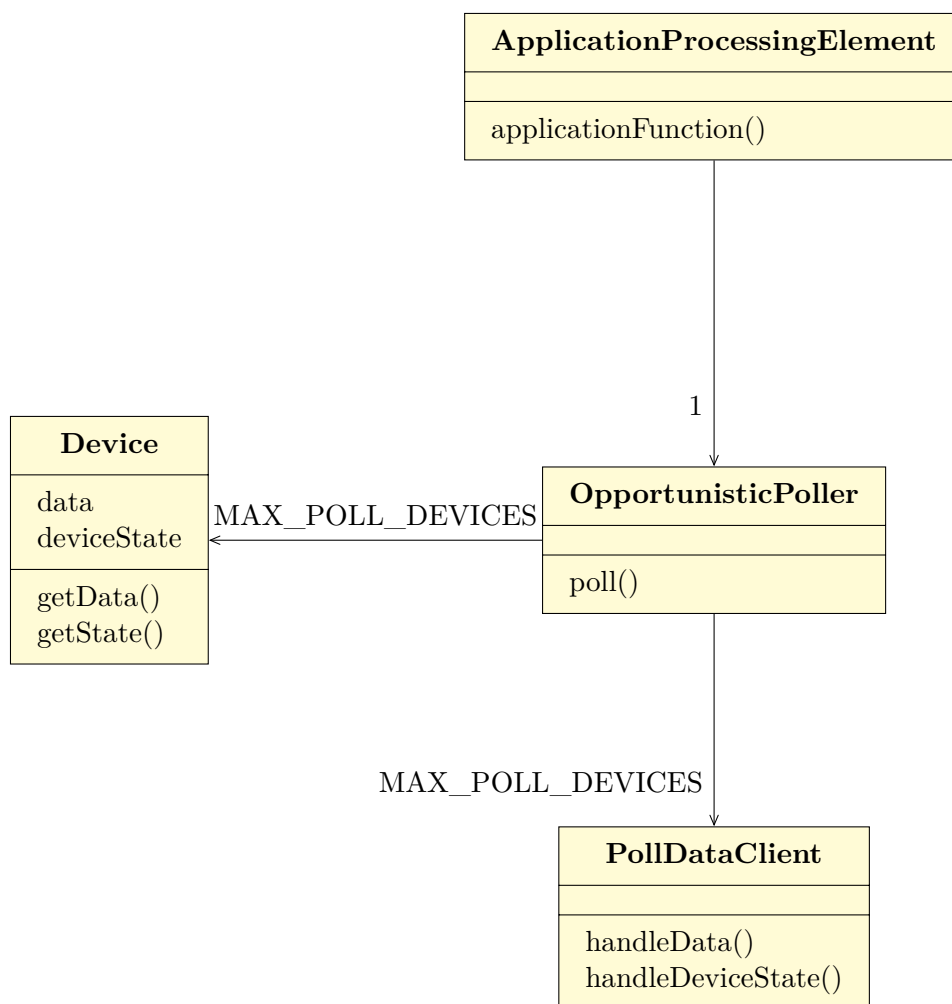 ApplicationProcessingElement
applicationFunction()
1
Device
data
deviceState
getData()
getState()
MAX_POLL_DEVICES
OpportunisticPoller
poll()
MAX_POLL_DEVICES
PollDataClient
handleData()
handleDeviceState()